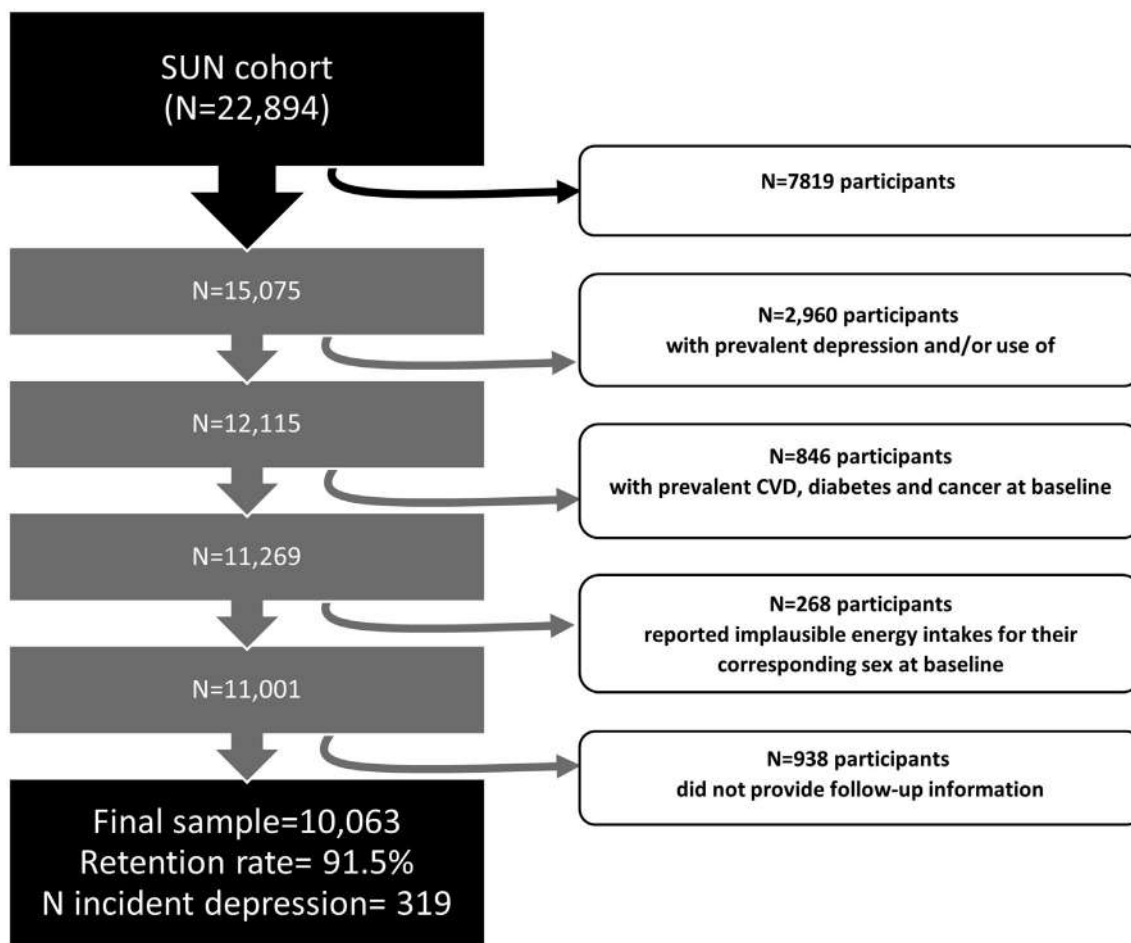 SUN cohort
(N=22,894)
N=7819 participants
N=15,075
N=2,960 participants
with prevalent depression and/or use of
N=12,115
N=846 participants
with prevalent CVD, diabetes and cancer at baseline
N=11,269
N=268 participants
reported implausible energy intakes for their
corresponding sex at baseline
N=11,001
N=938 participants
did not provide follow-up information
Final sample=10,063
Retention rate= 91.5%
N incident depression= 319